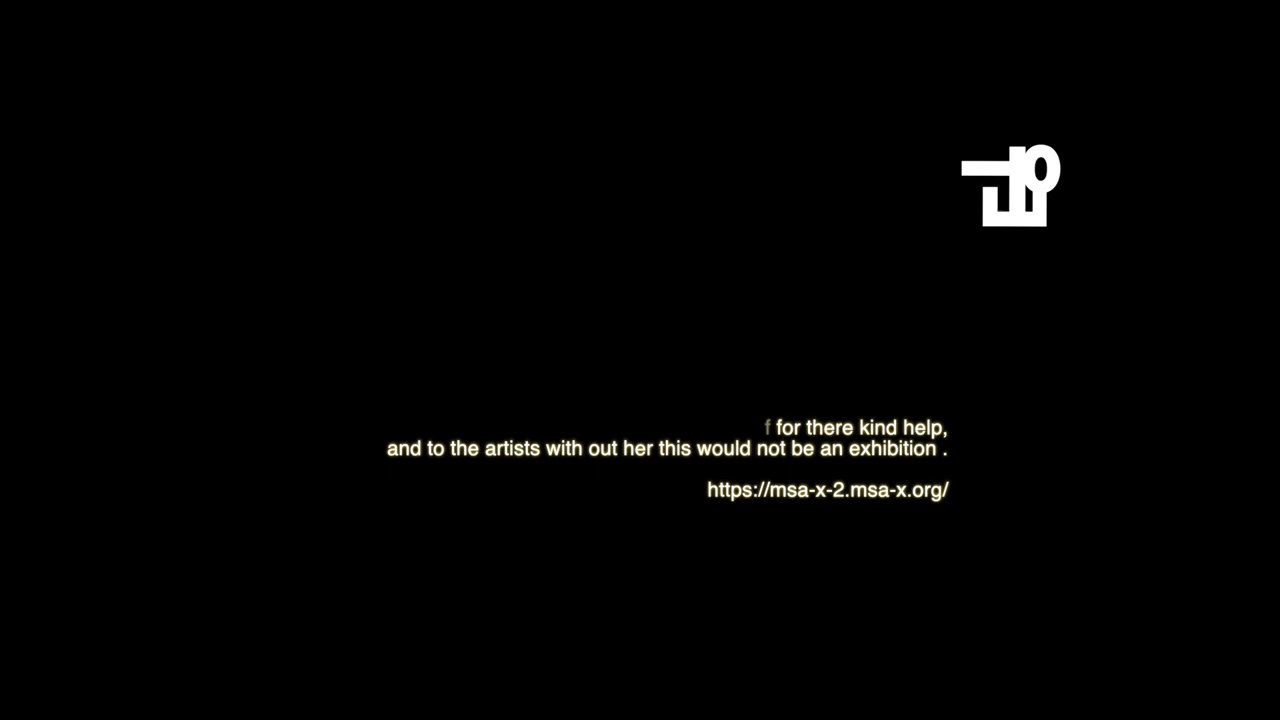 f for there kind help,
and to the artists with out her this would not be an exhibition .
https://msa-x-2.msa-x.org/